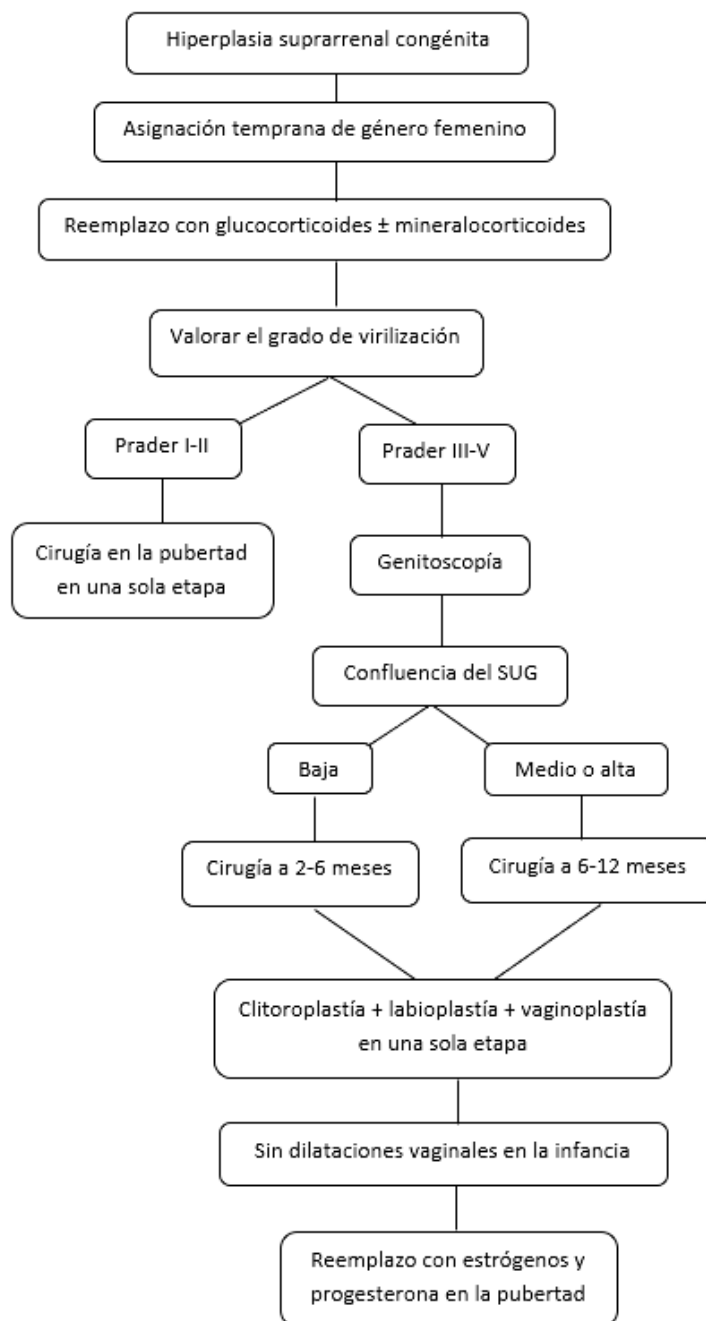 Hiperplasia suprarrenal congénita
Asignación temprana de género femenino
Reemplazo con glucocorticoides ± mineralocorticoides
Valorar el grado de virilización
Prader I-II
Prader III-V
Cirugía en la pubertad
en una sola etapa
Genitoscopía
Confluencia del SUG
Baja
Medio o alta
Cirugía a 2-6 meses
Cirugía a 6-12 meses
Clitoroplastía + labioplastía + vaginoplastía
en una sola etapa
Sin dilataciones vaginales en la infancia
Reemplazo con estrógenos y
progesterona en la pubertad